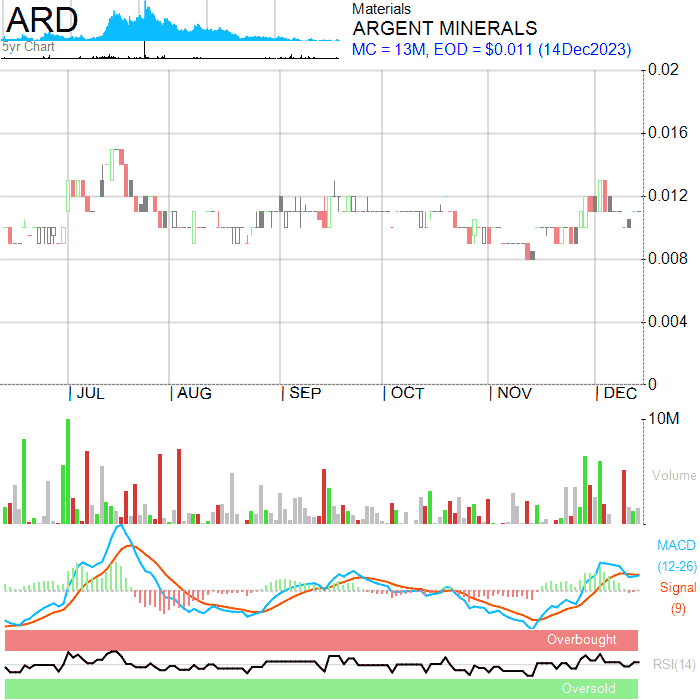 ARD
5yr Chart
Materials
ARGENT MINERALS
MC = 13M, EOD = $0.011 (14Dec2023)
0.02
0.016
0.012
0.008
0.004
0
JUL AUG SEP OCT NOV DEC
10M
Volume
MACD
(12-26)
Signal
(9)
Overbought
RSI(14)
Oversold